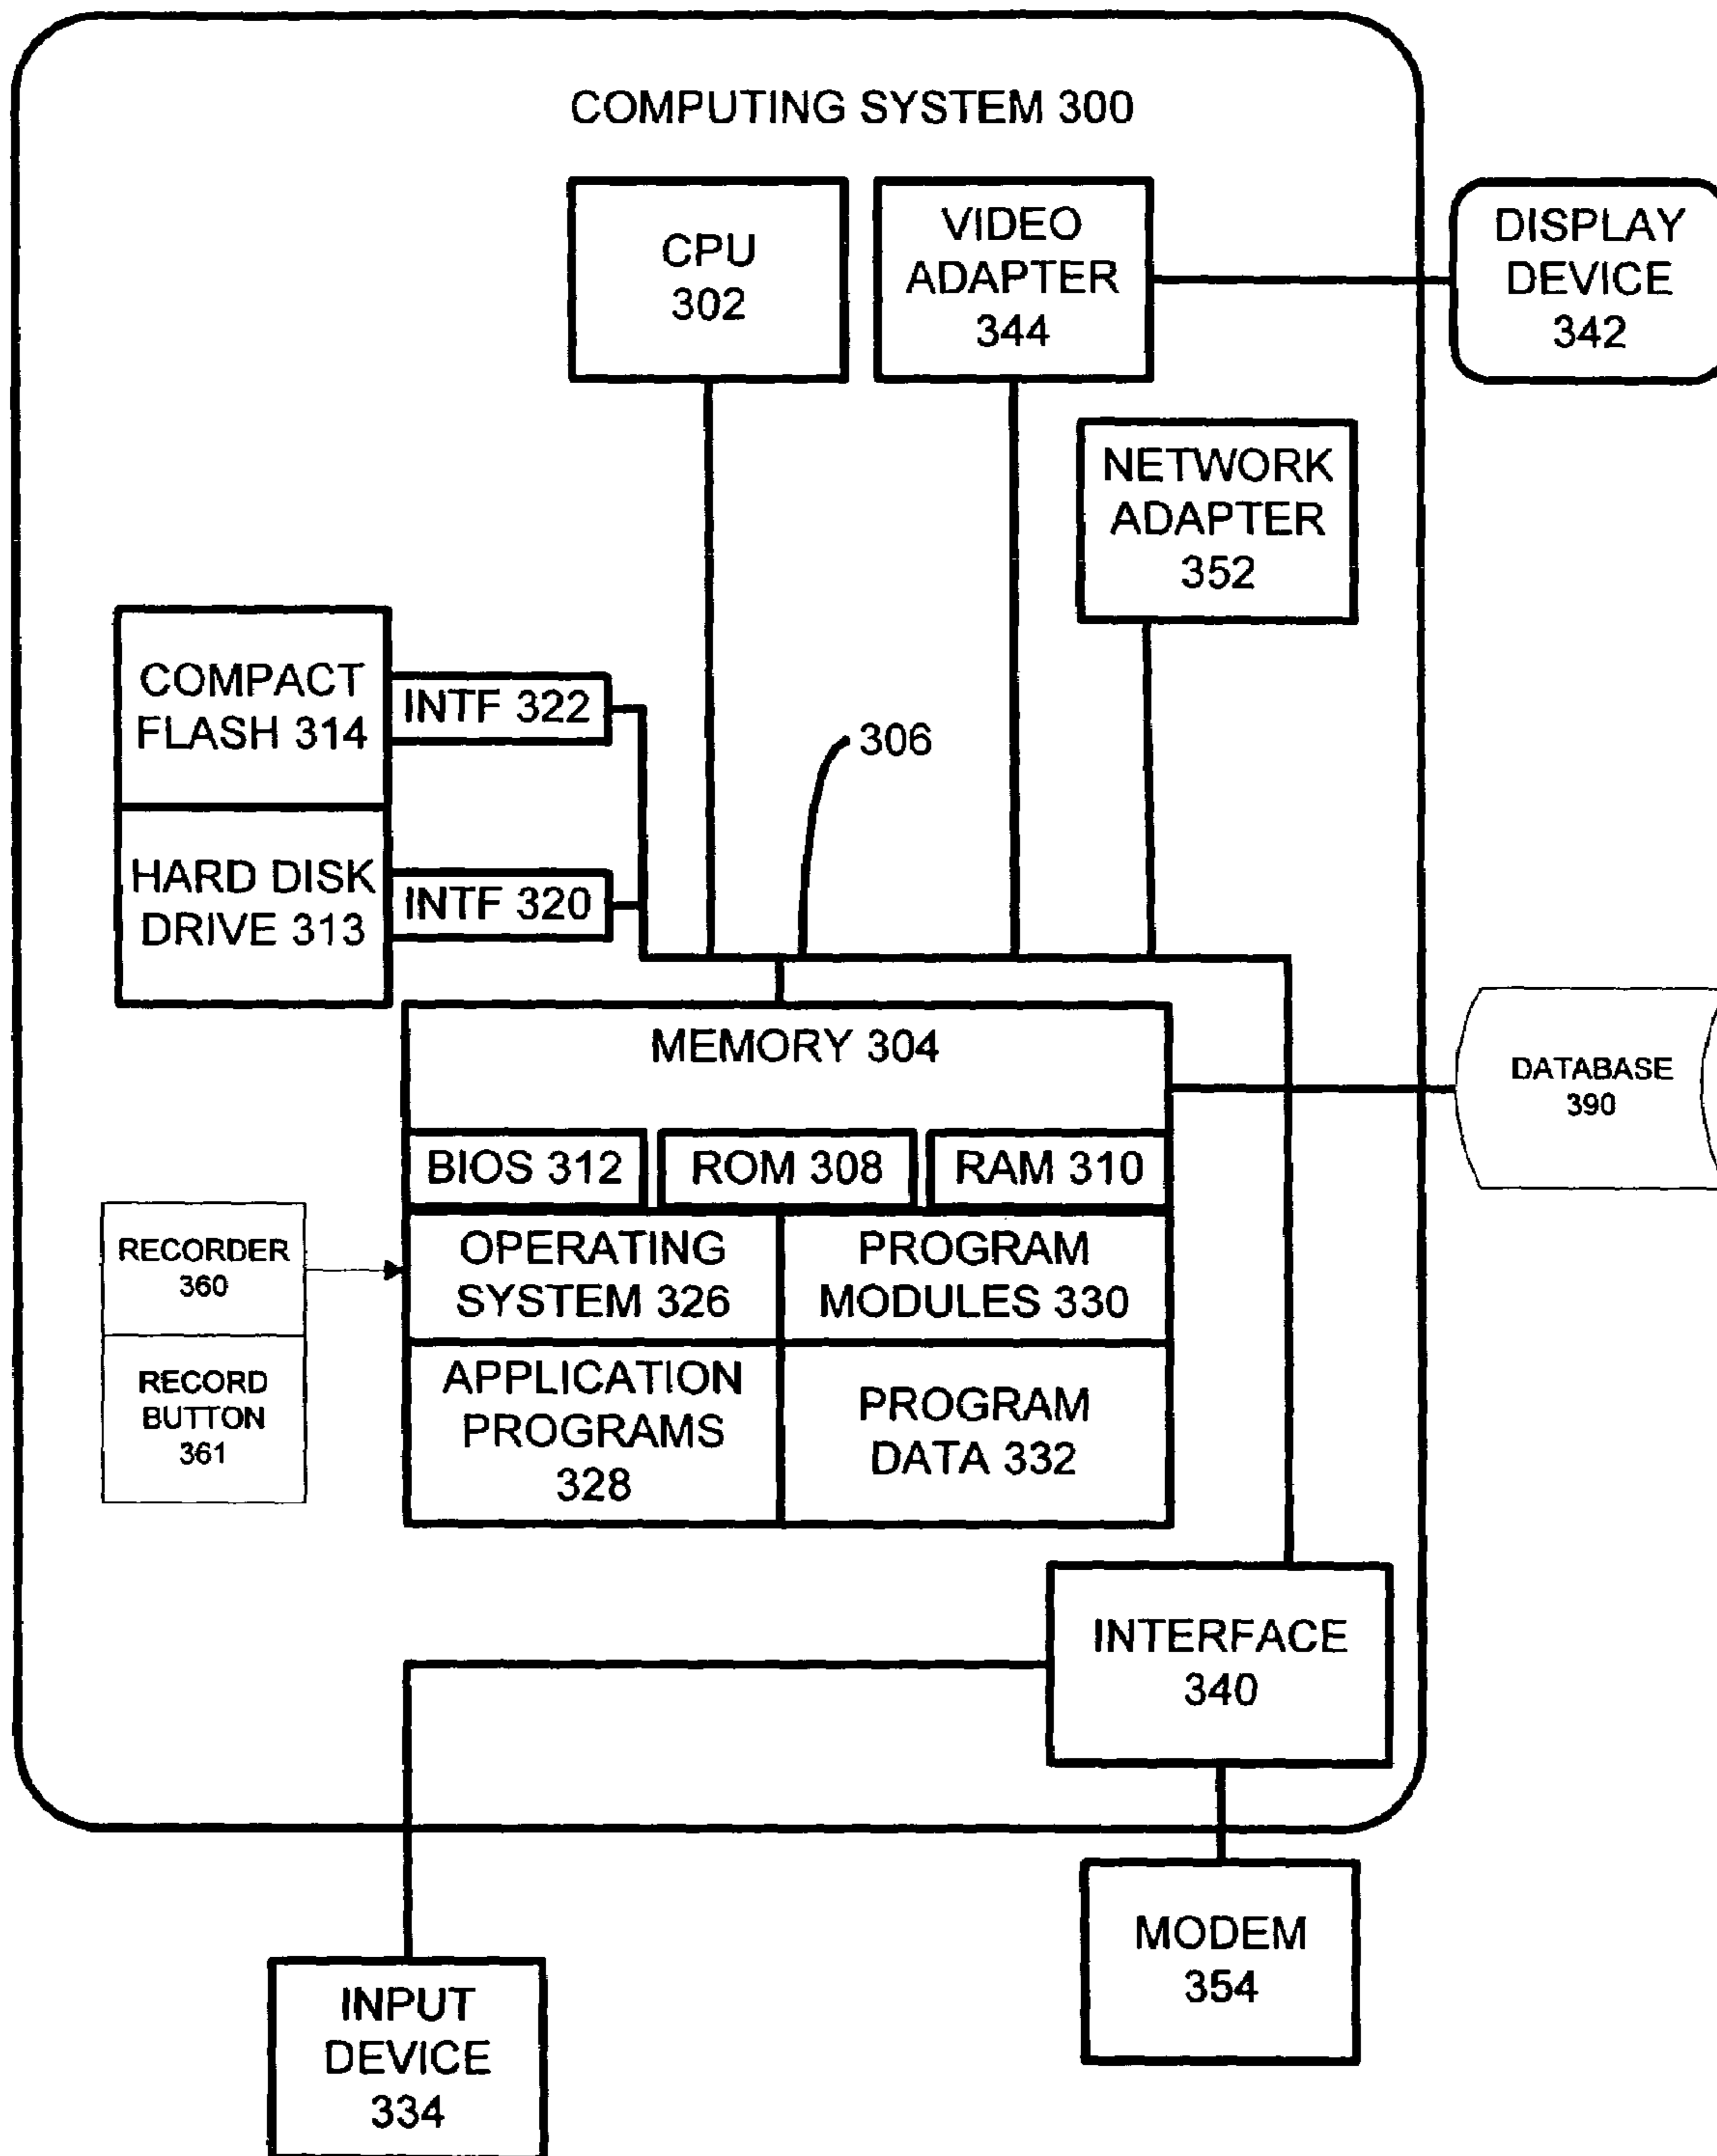 COMPUTING SYSTEM 300
CPU
302
VIDEO
ADAPTER
344
DISPLAY
DEVICE
342
NETWORK
ADAPTER
352
COMPACT
FLASH 314
INTF 322
306
HARD DISK
DRIVE 313
INTF 320
MEMORY 304
DATABASE
390
BIOS 312
ROM 308
RAM 310
RECORDER
360
OPERATING
SYSTEM 326
PROGRAM
MODULES 330
RECORD
BUTTON
361
APPLICATION
PROGRAMS
328
PROGRAM
DATA 332
INTERFACE
340
MODEM
354
INPUT
DEVICE
334